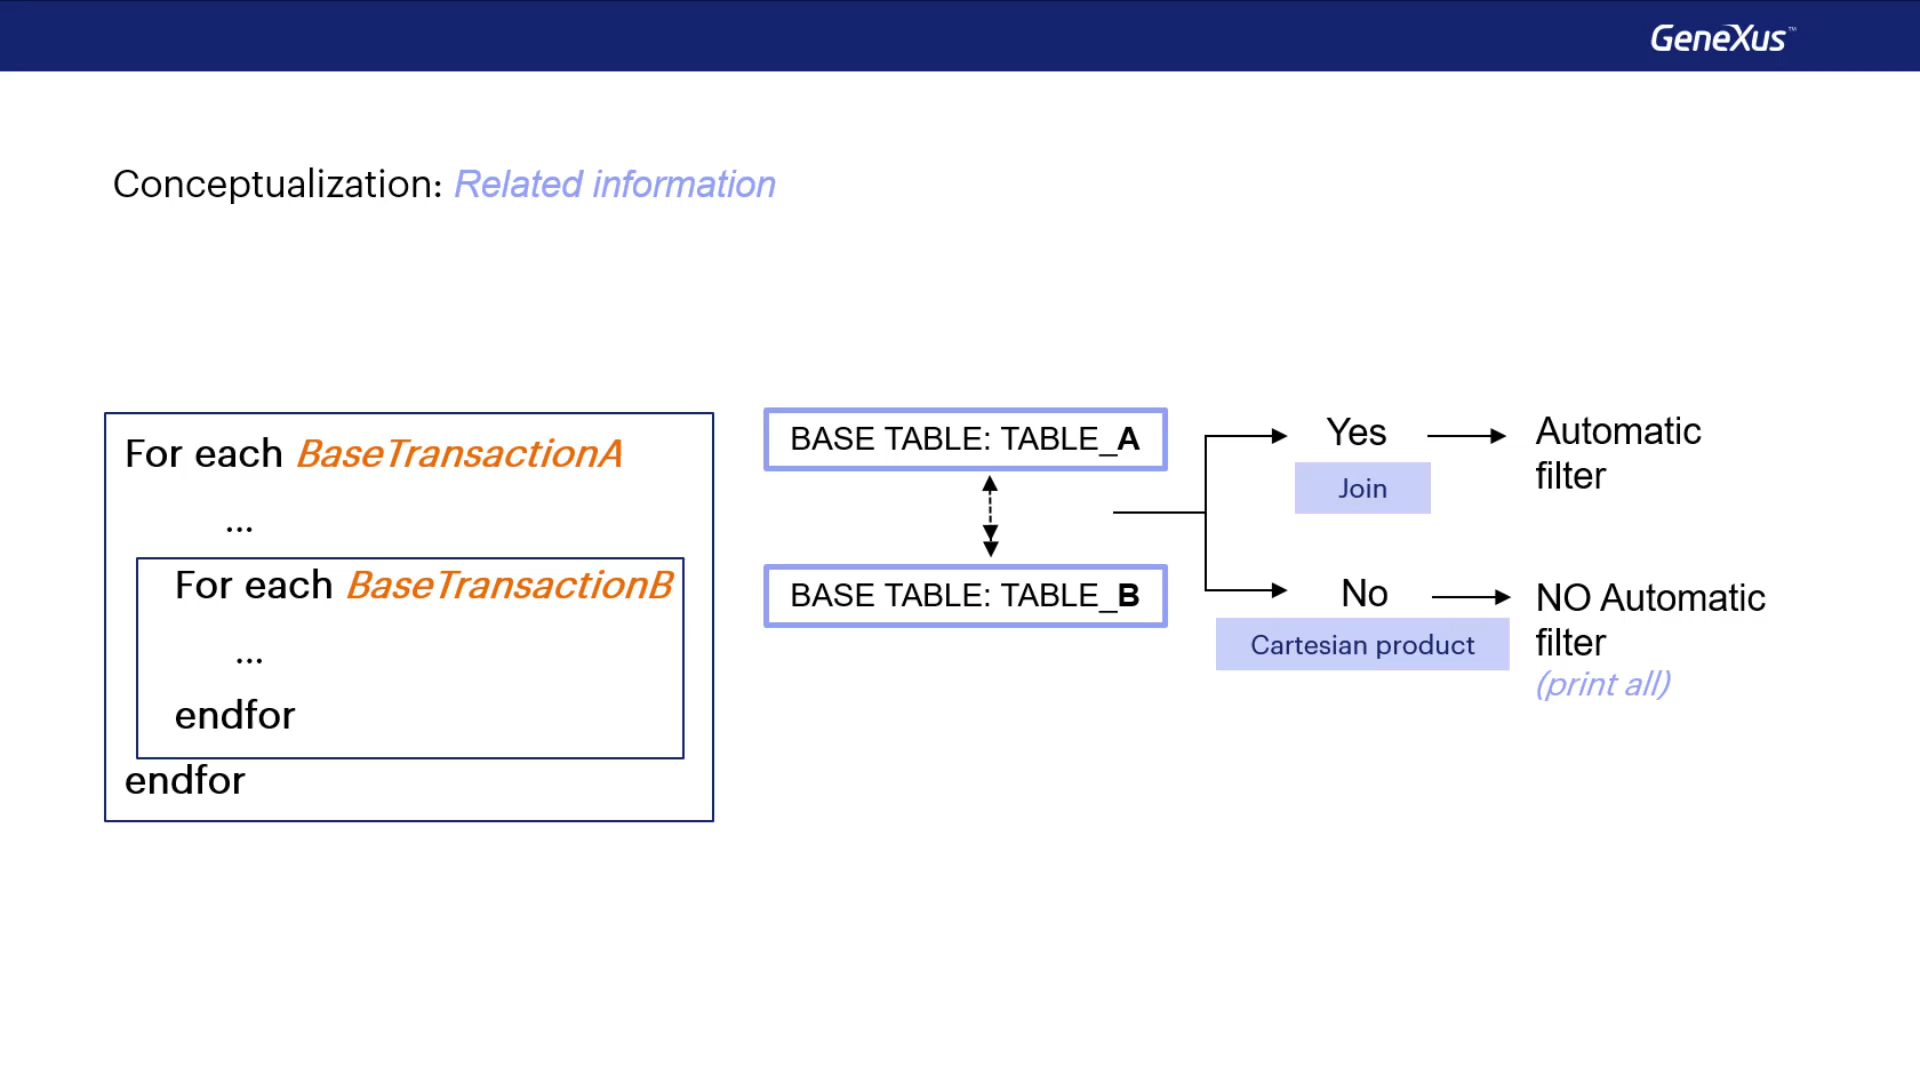 GeneXus™
Conceptualization: Related information
For each BaseTransactionA
...
For each BaseTransactionB
...
endfor
endfor
BASE TABLE: TABLE_A
BASE TABLE: TABLE_B
Yes
Join
Automatic
filter
No
Cartesian product
NO Automatic
filter
(print all)